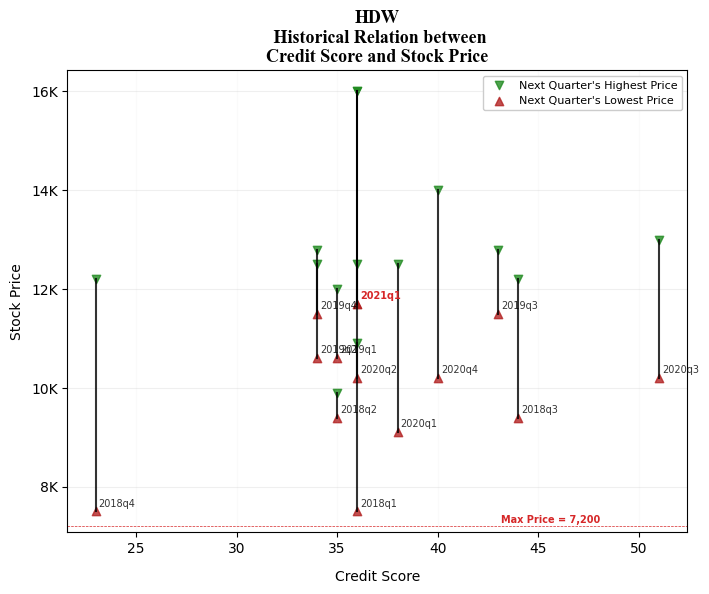 HDW
Historical Relation between
Credit Score and Stock Price
Next Quarter's Highest Price
Next Quarter's Lowest Price
16K
14K
12K
10K
8K
Stock Price
2021q1
2019q4
2019q3
2019q1
2020q2
2020q4
2020q3
2018q2
2018q3
2020q1
2018q4
2018q1
Max Price = 7,200
25
30
35
40
45
50
Credit Score